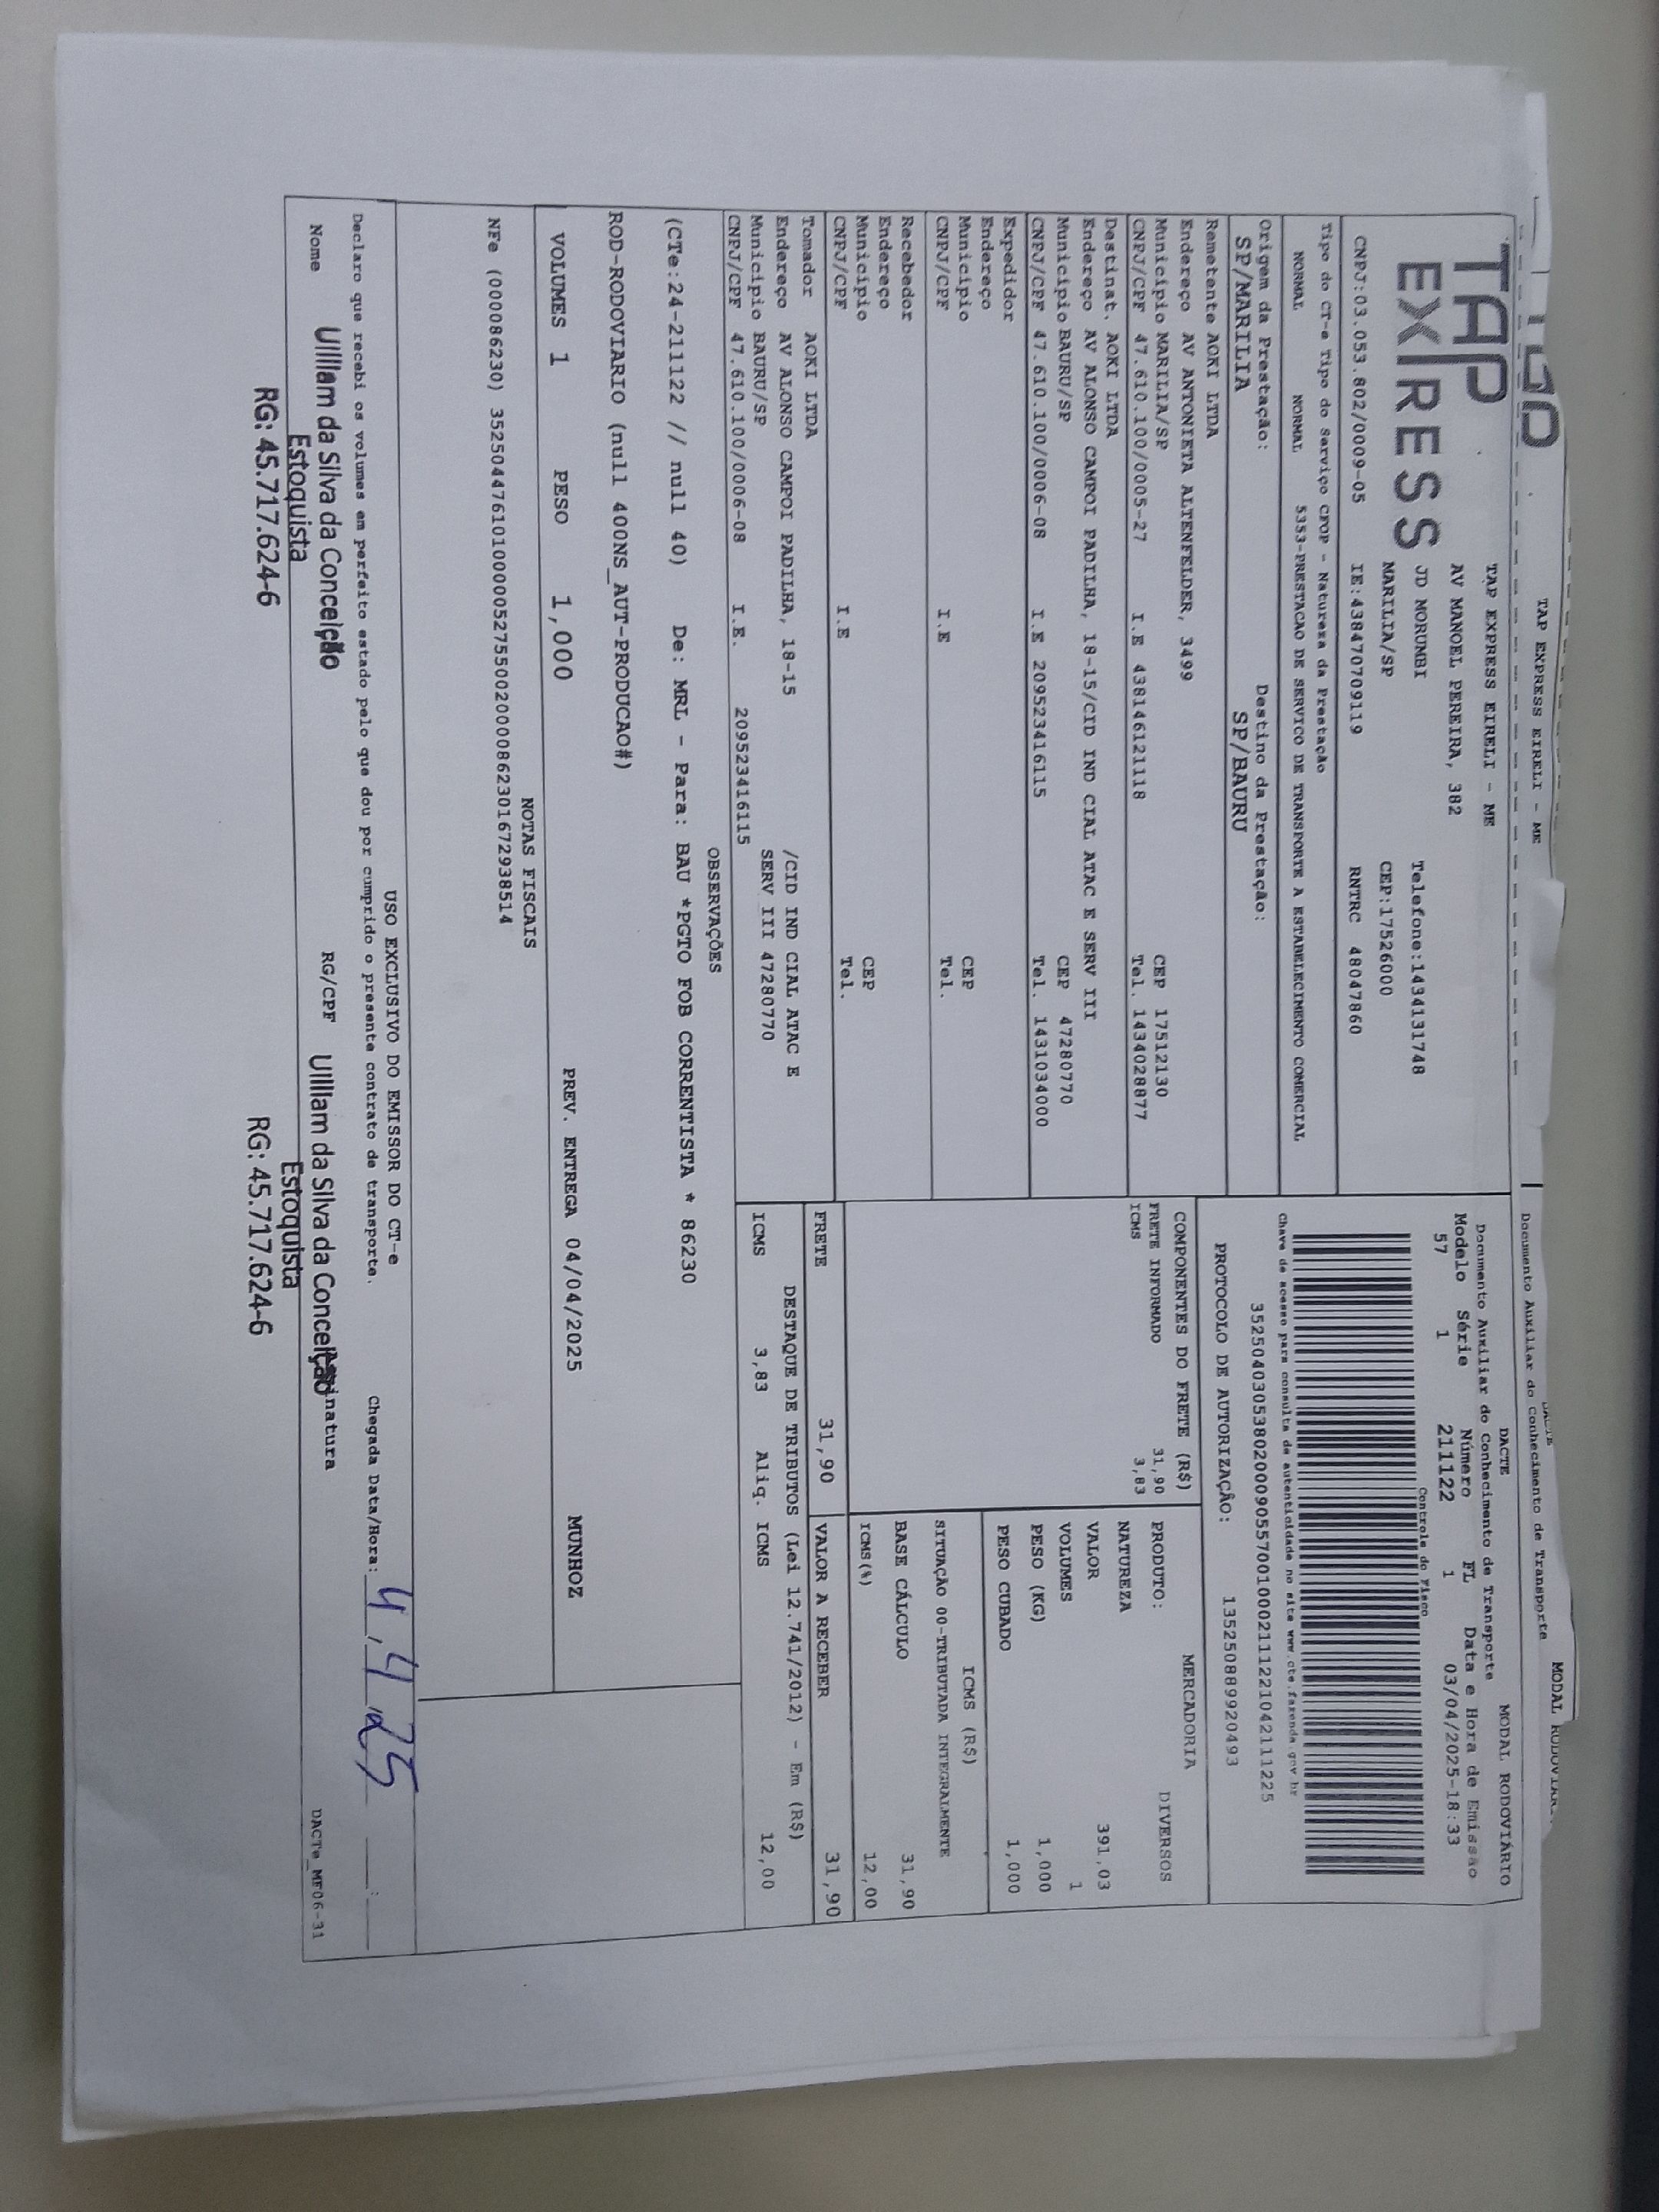 TAP EXPRESS EIRELI - ME
Documento Auxiliar do Conhecimento de Transporte
TAP
EXPRESS
TAP EXPRESS EIRELI - ME
AV MANOEL PEREIRA, 382
JD MORUMBI Telefone:1434131748
MARILIA/SP CEP:17526000
CNPJ:03.053.802/0009-05 IE:438470709119 RNTRC 48047860
DACTE MODAL RODOVIÁRIO
Documento Auxiliar do Conhecimento de Transporte
Modelo Série Número FL Data e Hora de Emissão
57 1 211122 1 03/04/2025-18:33
Controle do Fisco
Chave de acesso para consulta de autenticidade no site www.cte.fazenda.gov.br
35250403053802000905570010002111221042111225
PROTOCOLO DE AUTORIZAÇÃO: 135250889920493
Tipo do CT-e Tipo do Serviço CFOP - Natureza da Prestação
NORMAL NORMAL 5353-PRESTACAO DE SERVICO DE TRANSPORTE A ESTABELECIMENTO COMERCIAL
Origem da Prestação: Destino da Prestação:
SP/MARILIA SP/BAURU
Remetente AOKI LTDA
Endereço AV ANTONIETA ALTENFELDER, 3499
Município MARILIA/SP CEP 17512130
CNPJ/CPF 47.610.100/0005-27 I.E 438146121118 Tel. 1434028877
Destinat. AOKI LTDA
Endereço AV ALONSO CAMPOI PADILHA, 18-15/CID IND CIAL ATAC E SERV III
Município BAURU/SP CEP 47280770
CNPJ/CPF 47.610.100/0006-08 I.E 209523416115 Tel. 1431034000
Expedidor
Endereço
Município CEP
CNPJ/CPF I.E Tel.
Recebedor
Endereço
Município CEP
CNPJ/CPF I.E Tel.
Tomador AOKI LTDA
Endereço AV ALONSO CAMPOI PADILHA, 18-15 /CID IND CIAL ATAC E
Município BAURU/SP SERV III 47280770
CNPJ/CPF 47.610.100/0006-08 I.E. 209523416115
COMPONENTES DO FRETE (R$)
FRETE INFORMADO 31,90
ICMS 3,83
MERCADORIA
PRODUTO: DIVERSOS
NATUREZA
VALOR 391,03
VOLUMES 1
PESO (KG) 1,000
PESO CUBADO 1,000
ICMS (R$)
SITUAÇÃO 00-TRIBUTADA INTEGRALMENTE
BASE CÁLCULO 31,90
ICMS(%) 12,00
FRETE 31,90 VALOR A RECEBER 31,90
DESTAQUE DE TRIBUTOS (Lei 12.741/2012) - Em (R$)
ICMS 3,83 Aliq. ICMS 12,00
OBSERVAÇÕES
(CTe:24-211122 // null 40) De: MRL - Para: BAU *PGTO FOB CORRENTISTA * 86230
ROD-RODOVIARIO (null 400NS_AUT-PRODUCAO#)
VOLUMES 1 PESO 1,000 PREV. ENTREGA 04/04/2025 MUNHOZ
NOTAS FISCAIS
NFe (000086230) 35250447610100000527550020000862301672938514
USO EXCLUSIVO DO EMISSOR DO CT-e
Declaro que recebi os volumes em perfeito estado pelo que dou por cumprido o presente contrato de transporte. Chegada Data/Hora: 4,4,25 __:__
Nome Uilliam da Silva da Conceição RG/CPF Uilliam da Silva da Conceição
Estoquista Estoquista
RG: 45.717.624-6 RG: 45.717.624-6
DACTe_MF06-31